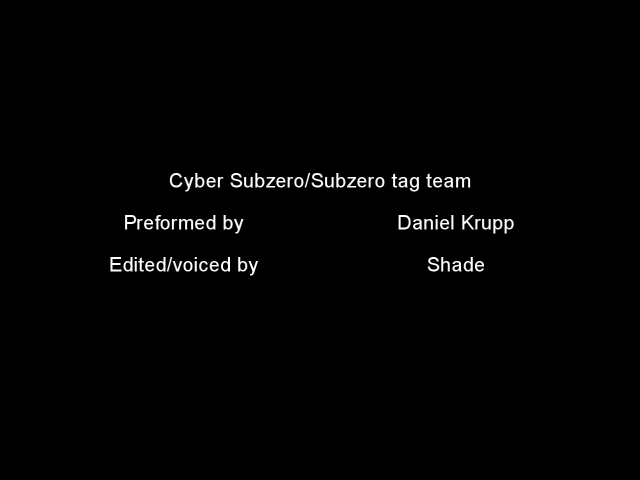 Cyber Subzero/Subzero tag team
Preformed by Daniel Krupp
Edited/voiced by Shade